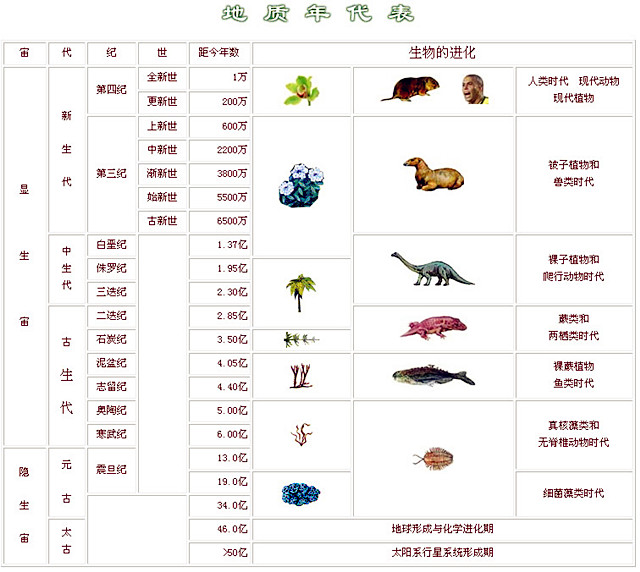 地质年代表
宙 代 纪 世 距今年数 生物的进化
显生宙 新生代 第四纪 全新世 1万 人类时代 现代动物
更新世 200万 现代植物
第三纪 上新世 600万 被子植物和
中新世 2200万 兽类时代
渐新世 3800万
始新世 5500万
古新世 6500万
中生代 白垩纪 1.37亿 裸子植物和
侏罗纪 1.95亿 爬行动物时代
三迭纪 2.30亿
古生代 二迭纪 2.85亿 蕨类和
石炭纪 3.50亿 两栖类时代
泥盆纪 4.05亿 裸蕨植物
志留纪 4.40亿 鱼类时代
奥陶纪 5.00亿 真核藻类和
寒武纪 6.00亿 无脊椎动物时代
隐生宙 元古 震旦纪 13.0亿
19.0亿 细菌藻类时代
34.0亿
太古 46.0亿 地球形成与化学进化期
>50亿 太阳系行星系统形成期